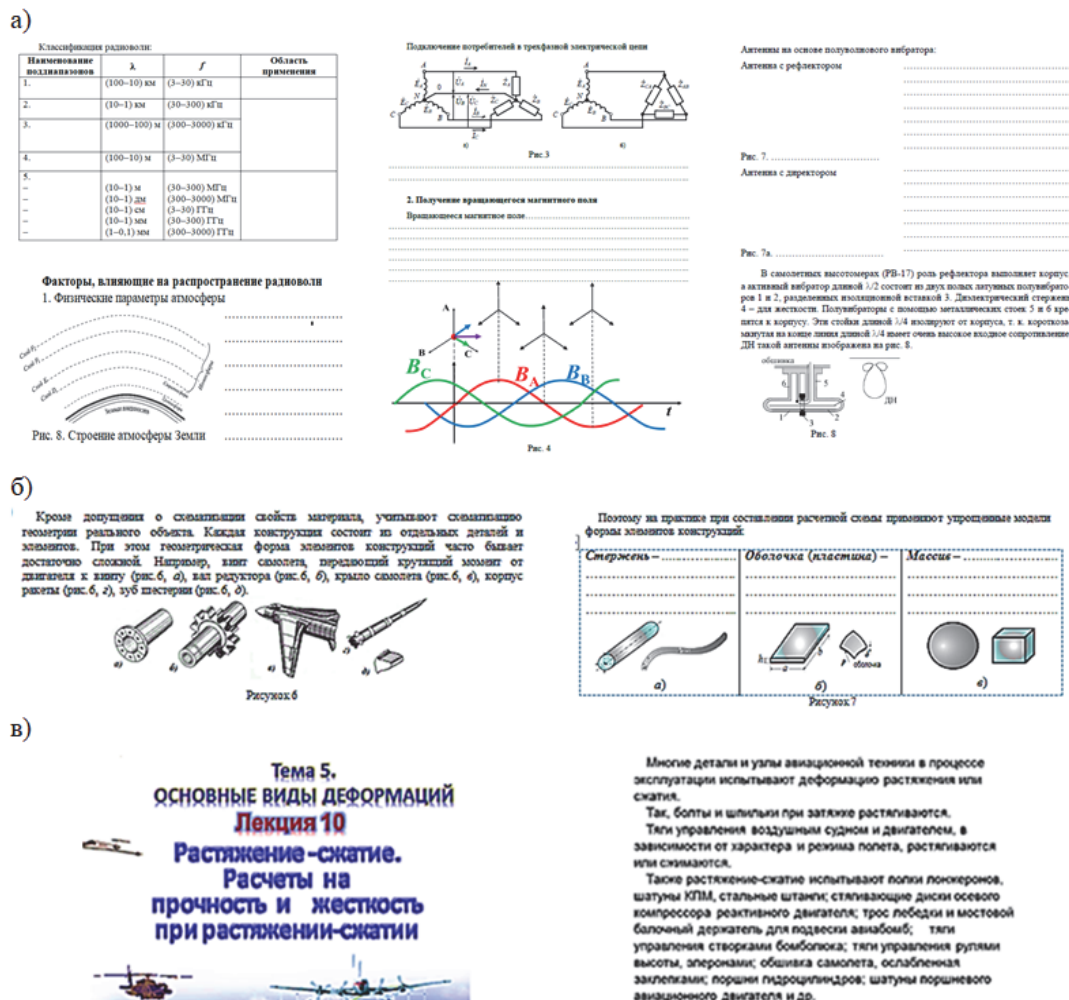 а)
Классификация радиоволн:
Наименование поддиапазонов λ f Область применения
1. (100–10) км (3–30) кГц
2. (10–1) км (30–300) кГц
3. (1000–100) м (300–3000) кГц
4. (100–10) м (3–30) МГц
5.
– (10–1) м (30–300) МГц
– (10–1) дм (300–3000) МГц
– (10–1) см (3–30) ГГц
– (10–1) мм (30–300) ГГц
– (1–0,1) мм (300–3000) ГГц
Факторы, влияющие на распространение радиоволн
1. Физические параметры атмосферы
Рис. 8. Строение атмосферы Земли
Подключение потребителей в трехфазной электрической цепи
A
N
C
B
0
а)
A
N
C
B
в)
Рис.3
2. Получение вращающегося магнитного поля
Вращающееся магнитное поле
A
B
C
BC
BA
BB
t
Рис. 4
Антенны на основе полуволнового вибратора:
Антенна с рефлектором
Рис. 7.
Антенна с директором
Рис. 7а.
В самолетных высотомерах (РВ-17) роль рефлектора выполняет корпус,
а активный вибратор длиной λ/2 состоит из двух полых латунных полувибрато-
ров 1 и 2, разделенных изоляционной вставкой 3. Диэлектрический стержень
4 – для жесткости. Полувибраторы с помощью металлических стоек 5 и 6 кре-
пятся к корпусу. Эти стойки длиной λ/4 изолируют от корпуса, т. к. короткоза-
мкнутая на конце линия длиной λ/4 имеет очень высокое входное сопротивление.
ДН такой антенны изображена на рис. 8.
оболочка
6
5
4
1
2
3
ДН
Рис. 8
б)
Кроме допущения о схематизации свойств материала, учитывают схематизацию
геометрии реального объекта. Каждая конструкция состоит из отдельных деталей и
элементов. При этом геометрическая форма элементов конструкций часто бывает
достаточно сложной. Например, винт самолета, передающий крутящий момент от
двигателя к винту (рис.6, а), вал редуктора (рис.6, б), крыло самолета (рис.6, в), корпус
ракеты (рис.6, г), зуб шестерни (рис.6, д).
а)
б)
в)
г)
д)
Рисунок 6
Поэтому на практике при составлении расчетной схемы применяют упрощенные модели
формы элементов конструкций:
Стержень – Оболочка (пластина) – Массив –
h
a
b
оболочка
а) б) в)
Рисунок 7
в)
Тема 5.
ОСНОВНЫЕ ВИДЫ ДЕФОРМАЦИЙ
Лекция 10
Растяжение-сжатие.
Расчеты на
прочность и жесткость
при растяжении-сжатии
Многие детали и узлы авиационной техники в процессе
эксплуатации испытывают деформацию растяжения или
сжатия.
Так, болты и шпильки при затяжке растягиваются.
Тяги управления воздушным судном и двигателем, в
зависимости от характера и режима полета, растягиваются
или сжимаются.
Также растяжение-сжатие испытывают полки лонжеронов,
шатуны КПМ, стальные штанги; стягивающие диски осевого
компрессора реактивного двигателя; трос лебедки и мостовой
балочный держатель для подвески авиабомб; тяги
управления створками бомболюка; тяги управления рулями
высоты, элеронами; обшивка самолета, ослабленная
заклепками; поршни гидроцилиндров; шатуны поршневого
авиационного двигателя и др.